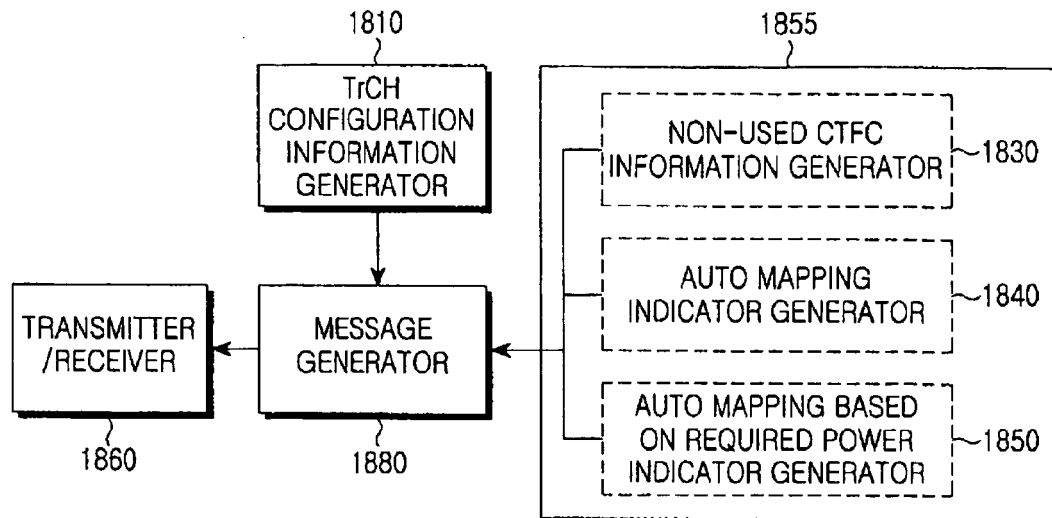 1810
1855
TrCH
CONFIGURATION
INFORMATION
GENERATOR
NON-USED CTFC
INFORMATION GENERATOR
1830
AUTO MAPPING
INDICATOR GENERATOR
1840
TRANSMITTER
/RECEIVER
MESSAGE
GENERATOR
AUTO MAPPING BASED
ON REQUIRED POWER
INDICATOR GENERATOR
1850
1860
1880